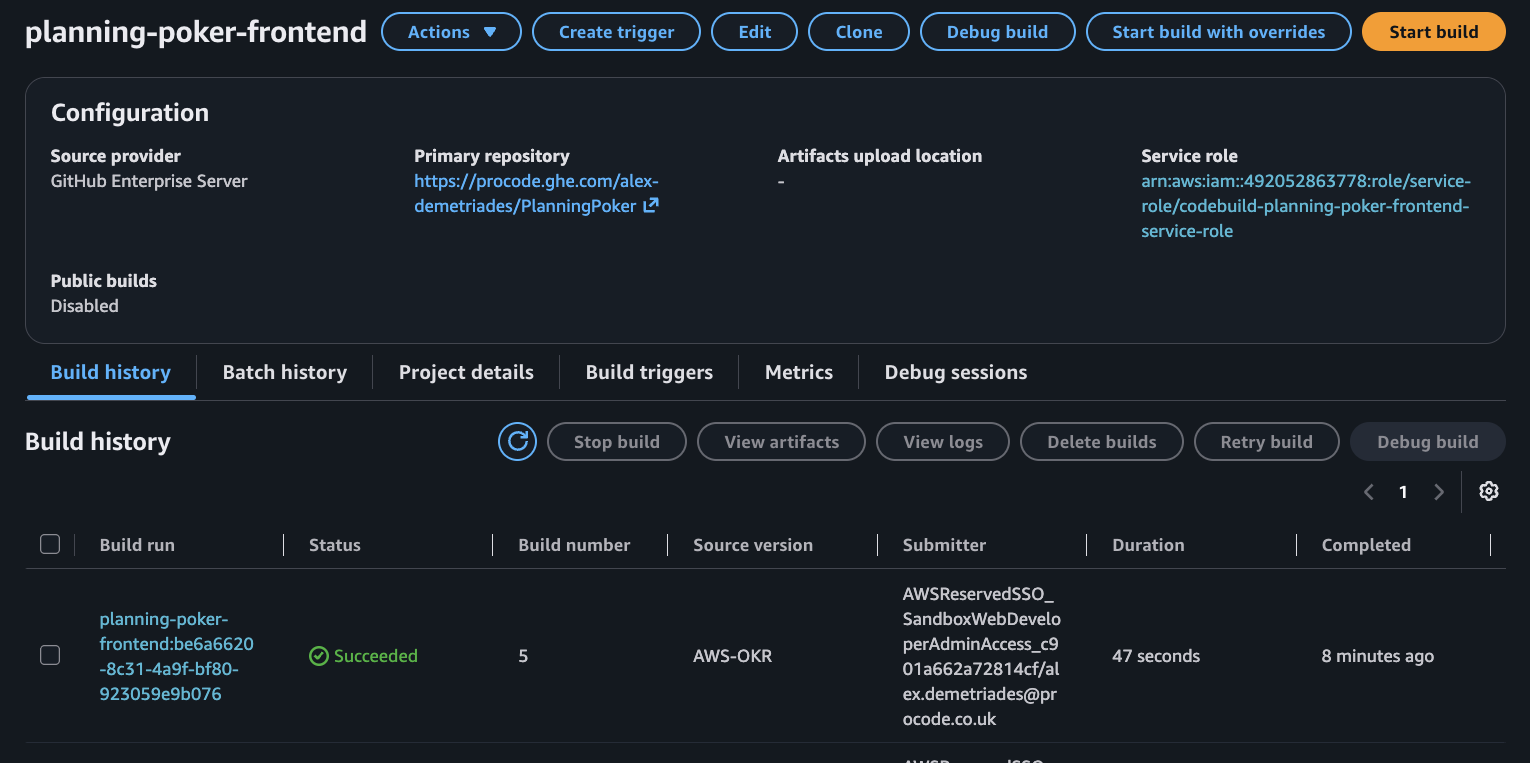 planning-poker-frontend
Actions
Create trigger
Edit
Clone
Debug build
Start build with overrides
Start build
Configuration
Source provider
GitHub Enterprise Server
Primary repository
https://procode.ghe.com/alex-
demetriades/PlanningPoker
Artifacts upload location
-
Service role
arn:aws:iam::492052863778:role/service-
role/codebuild-planning-poker-frontend-
service-role
Public builds
Disabled
Build history
Batch history
Project details
Build triggers
Metrics
Debug sessions
Build history
Stop build
View artifacts
View logs
Delete builds
Retry build
Debug build
1
Build run
Status
Build number
Source version
Submitter
Duration
Completed
planning-poker-
frontend:be6a6620
-8c31-4a9f-bf80-
923059e9b076
Succeeded
5
AWS-OKR
AWSReservedSSO_
SandboxWebDevelo
perAdminAccess_c9
01a662a72814cf/al
ex.demetriades@pr
ocode.co.uk
47 seconds
8 minutes ago